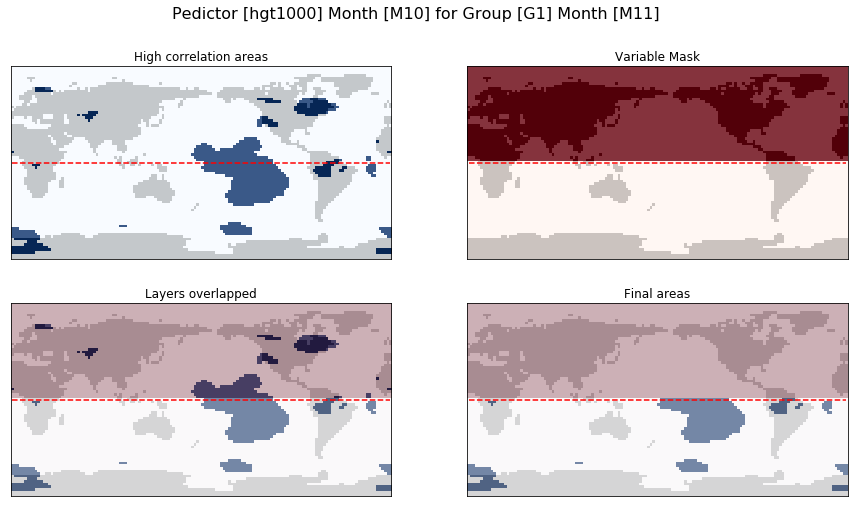 Pedictor [hgt1000] Month [M10] for Group [G1] Month [M11]
High correlation areas
Variable Mask
Layers overlapped
Final areas